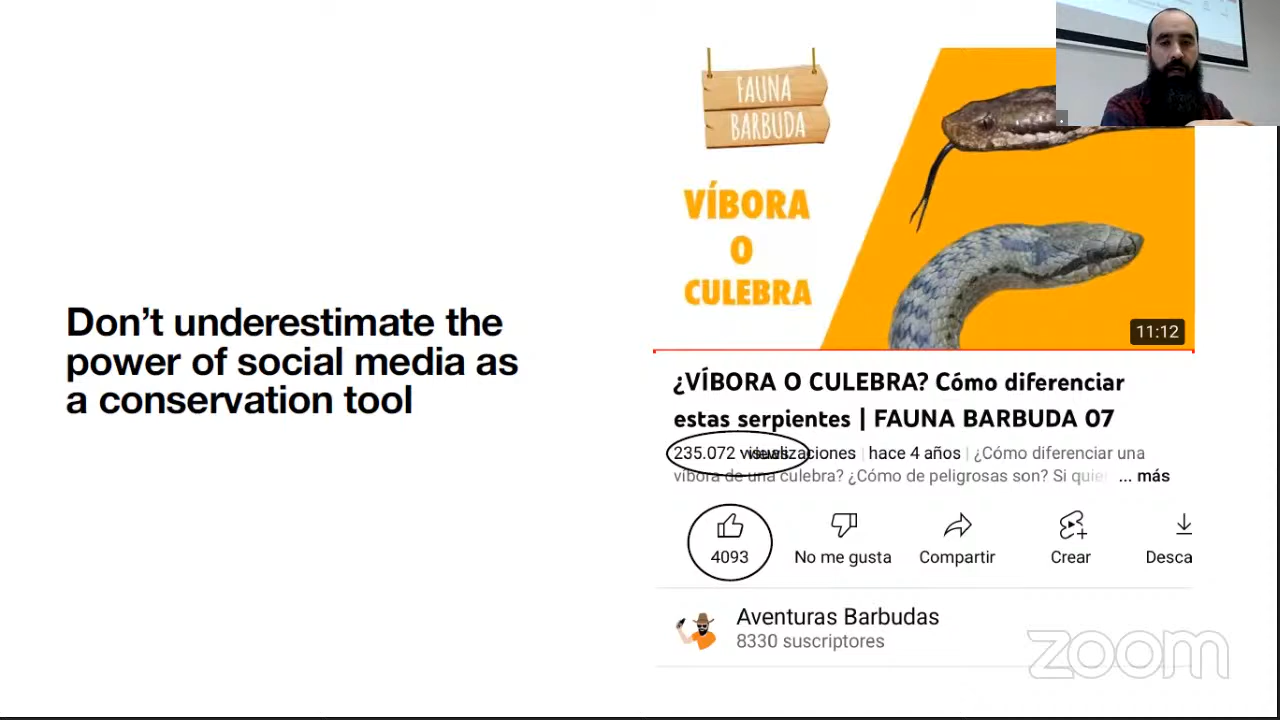 Don't underestimate the
power of social media as
a conservation tool
FAUNA
BARBUDA
VÍBORA
O
CULEBRA
11:12
¿VÍBORA O CULEBRA? Cómo diferenciar
estas serpientes | FAUNA BARBUDA 07
235.072 visualizaciones | hace 4 años | ¿Cómo diferenciar una
víbora de una culebra? ¿Cómo de peligrosas son? Si quie ... más
4093
No me gusta
Compartir
Crear
Desca
Aventuras Barbudas
8330 suscriptores
zoom